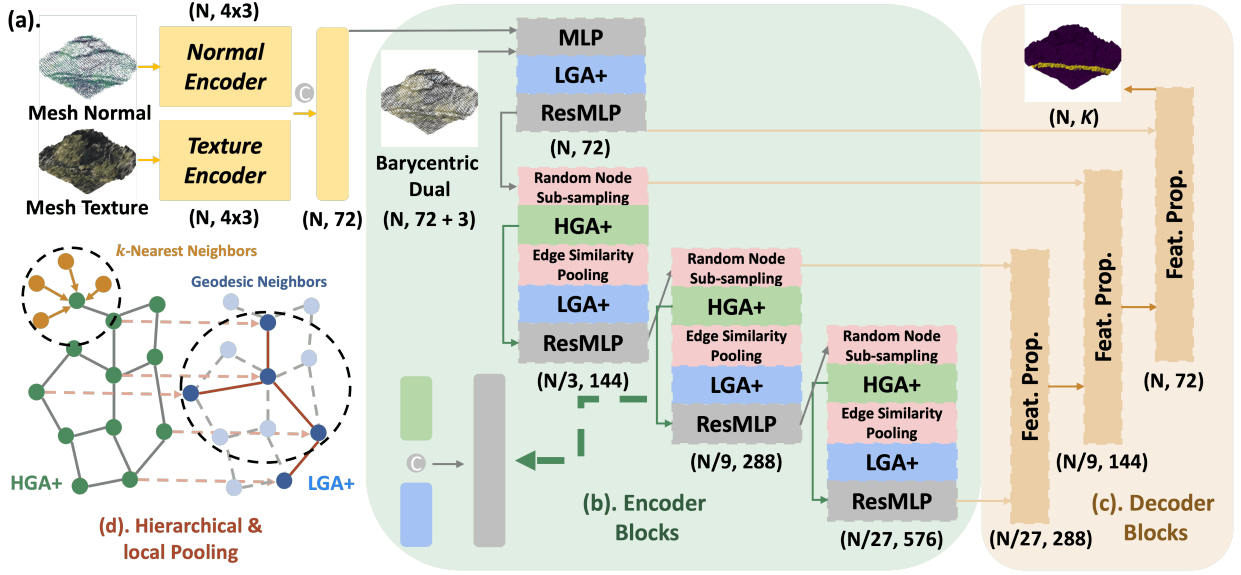 (a).
(N, 4x3)
Normal
Encoder
Mesh Normal
C
Texture
Encoder
Mesh Texture
(N, 4x3)
(N, 72)
Barycentric
Dual
(N, 72 + 3)
MLP
LGA+
ResMLP
(N, 72)
Random Node
Sub-sampling
HGA+
Edge Similarity
Pooling
LGA+
ResMLP
(N/3, 144)
Random Node
Sub-sampling
HGA+
Edge Similarity
Pooling
LGA+
ResMLP
(N/9, 288)
Random Node
Sub-sampling
HGA+
Edge Similarity
Pooling
LGA+
ResMLP
(N/27, 576)
C
(b). Encoder
Blocks
(N, K)
Feat. Prop.
(N, 72)
Feat. Prop.
(N/9, 144)
Feat. Prop.
(N/27, 288)
(c). Decoder
Blocks
k-Nearest Neighbors
Geodesic Neighbors
HGA+
LGA+
(d). Hierarchical &
local Pooling